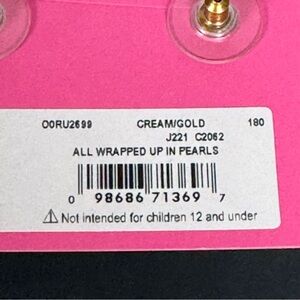 O0RU2699 CREAM/GOLD 180
J221 C2062
ALL WRAPPED UP IN PEARLS
0 98686 71369 7
⚠ Not intended for children 12 and under